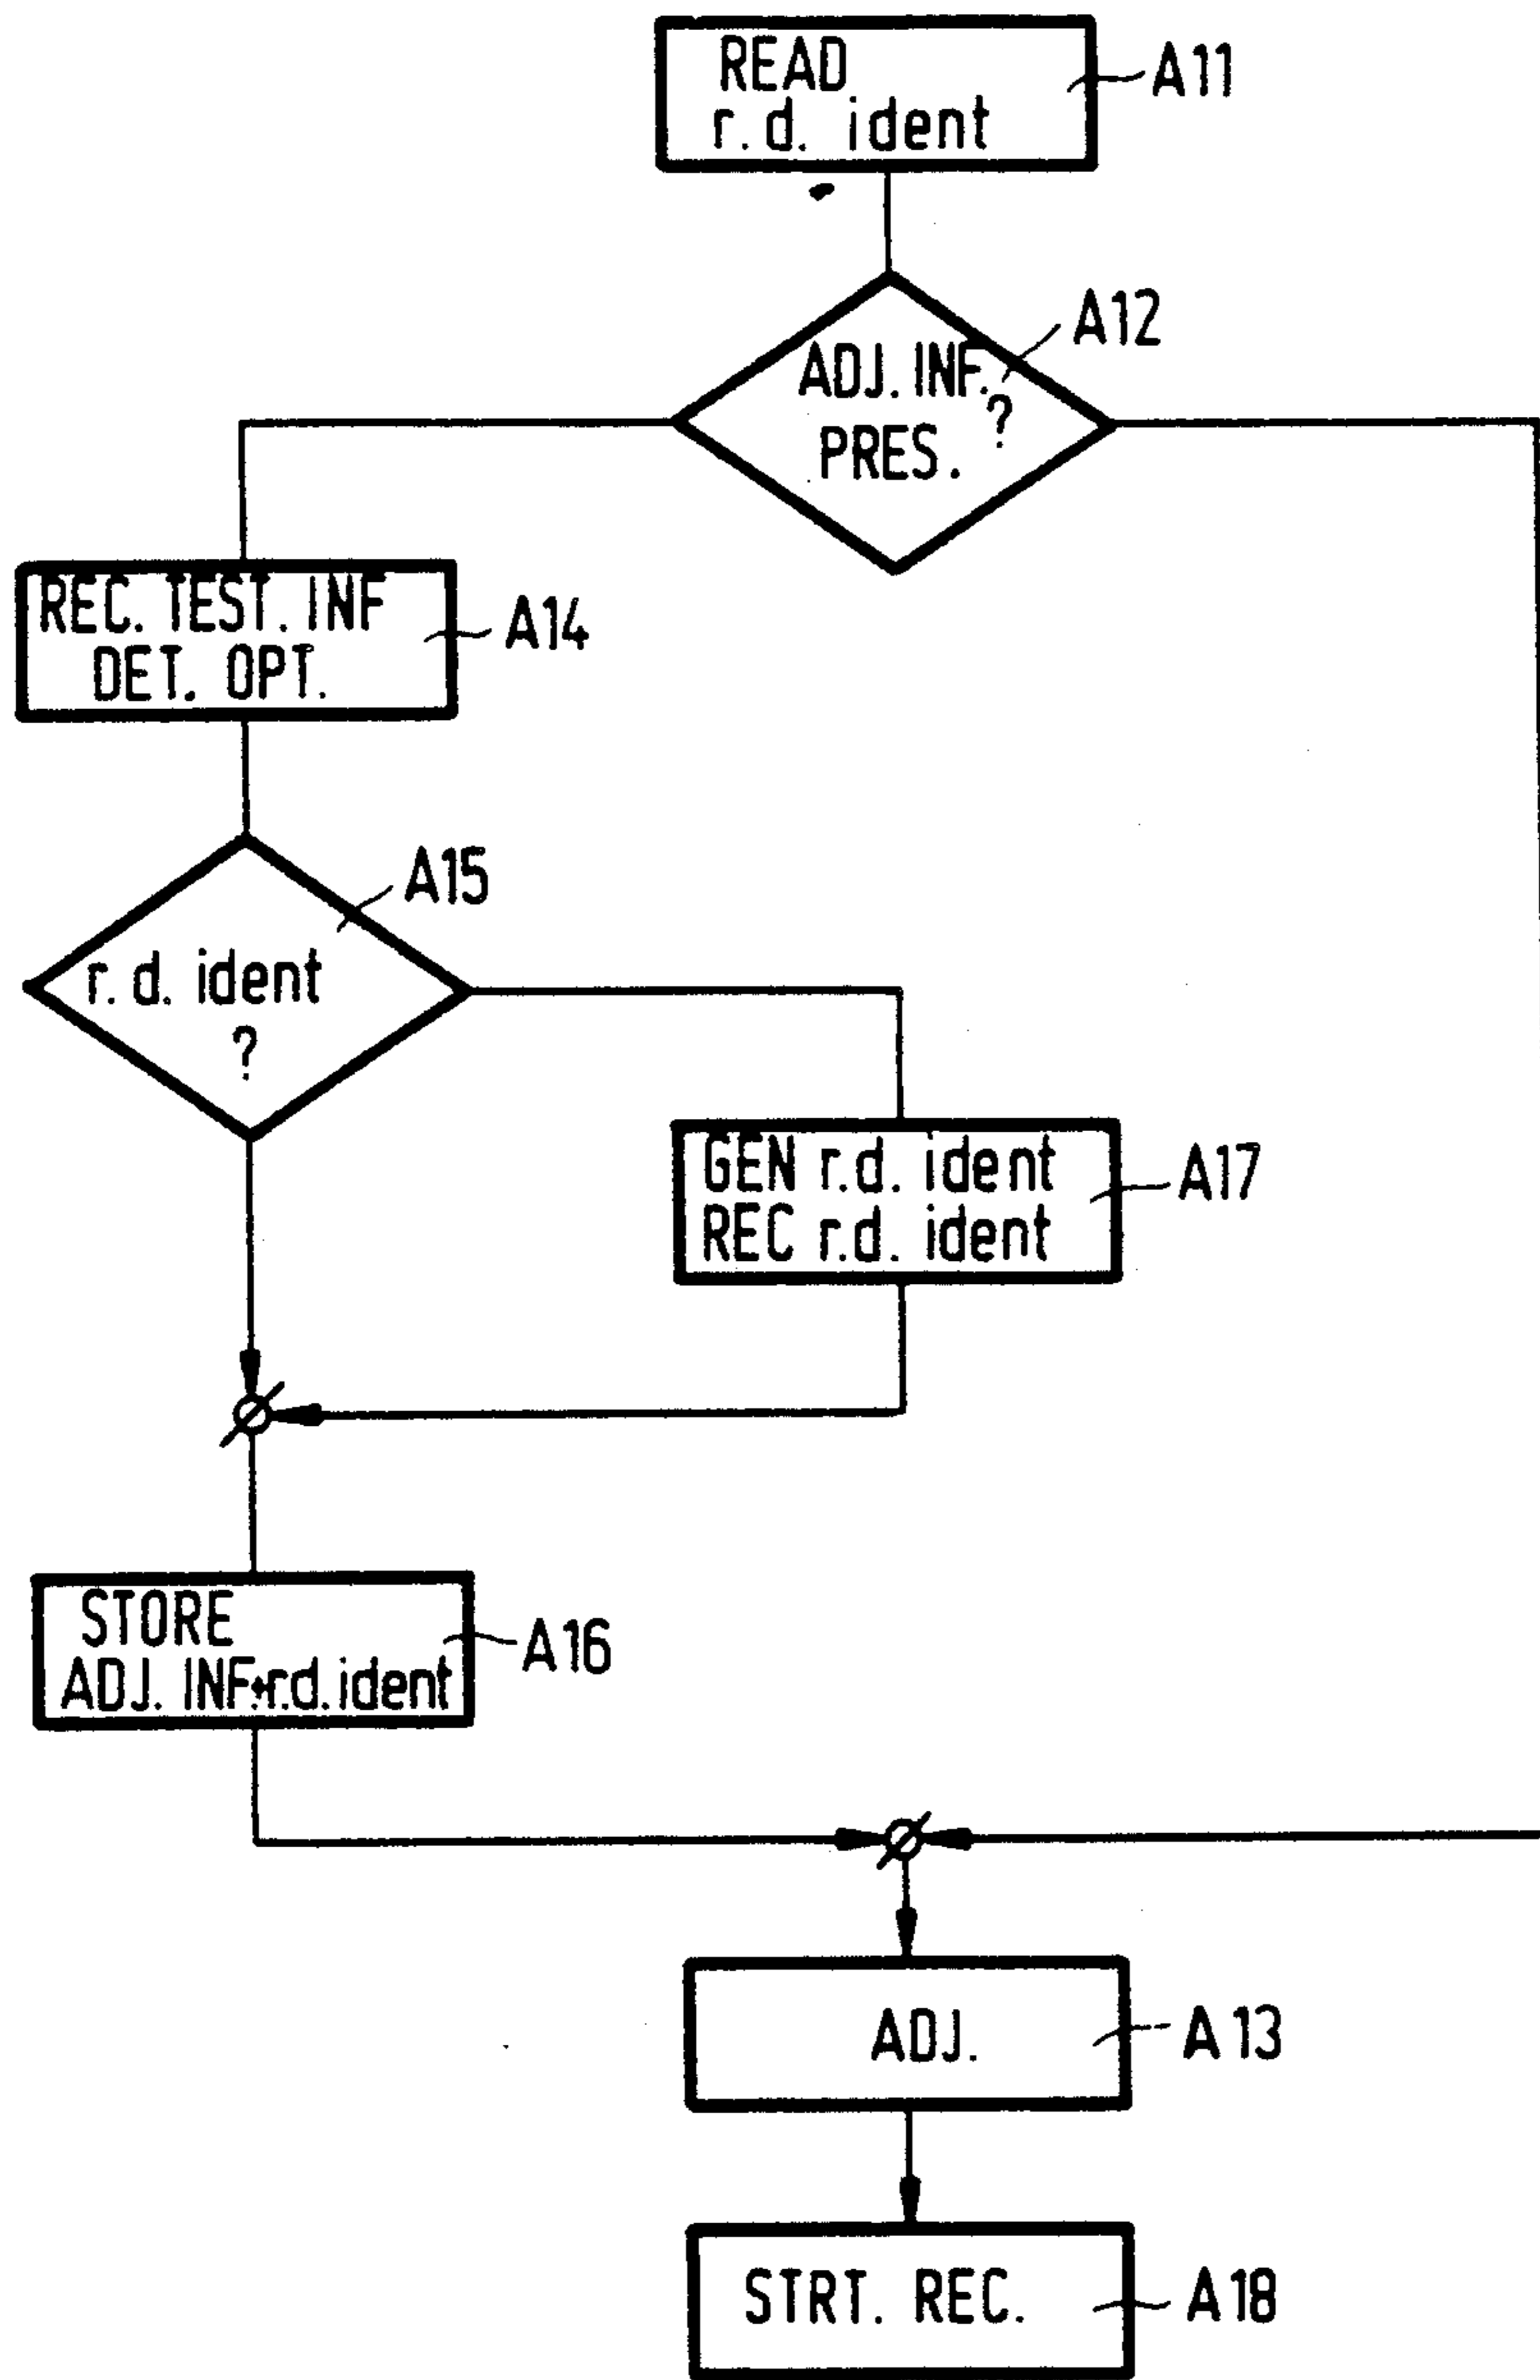 READ
r.d. ident
A11
A12
ADJ. INF.
?
PRES.
REC. TEST. INF
DET. OPT.
A14
A15
r.d. ident
?
GEN r.d. ident
REC r.d. ident
A17
STORE
ADJ. INF.+r.d.ident
A16
ADJ.
A13
STRT. REC.
A18